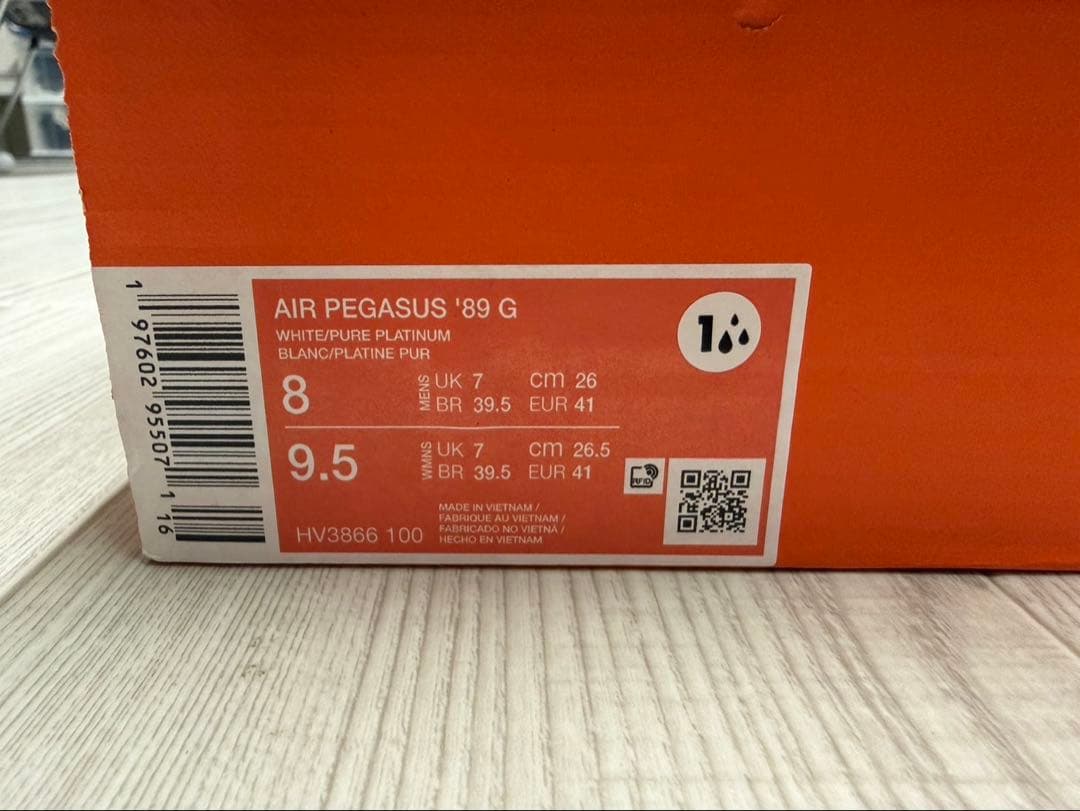 AIR PEGASUS '89 G
WHITE/PURE PLATINUM
BLANC/PLATINE PUR
8 MENS UK 7 cm 26
BR 39.5 EUR 41
9.5 WMNS UK 7 cm 26.5
BR 39.5 EUR 41
RFID
MADE IN VIETNAM /
FABRIQUE AU VIETNAM /
FABRICADO NO VIETNÃ /
HECHO EN VIETNAM
HV3866 100
1 97602 95507 1 16
1